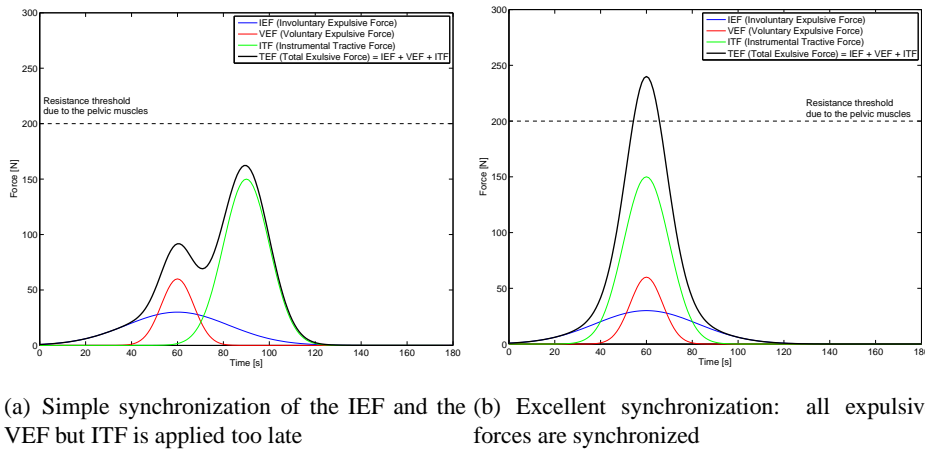 IEF (Involuntary Expulsive Force)
VEF (Voluntary Expulsive Force)
ITF (Instrumental Tractive Force)
TEF (Total Exulsive Force) = IEF + VEF + ITF
Resistance threshold
due to the pelvic muscles
Force [N]
300
250
200
150
100
50
0
0 20 40 60 80 100 120 140 160 180
Time [s]
(a) Simple synchronization of the IEF and the
VEF but ITF is applied too late
IEF (Involuntary Expulsive Force)
VEF (Voluntary Expulsive Force)
ITF (Instrumental Tractive Force)
TEF (Total Exulsive Force) = IEF + VEF + ITF
Resistance threshold
due to the pelvic muscles
Force [N]
300
250
200
150
100
50
0
0 20 40 60 80 100 120 140 160 180
Time [s]
(b) Excellent synchronization: all expulsiv
forces are synchronized